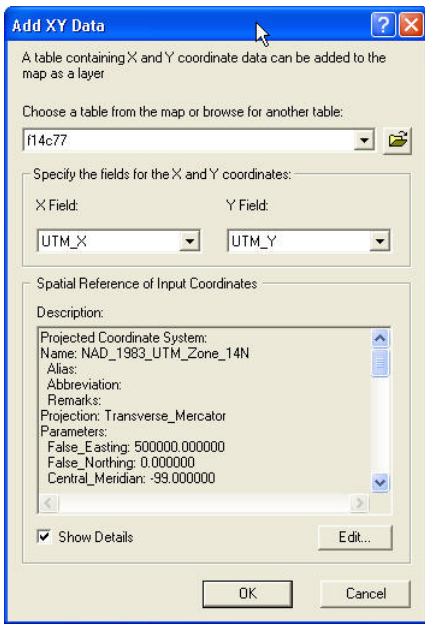 Add XY Data
A table containing X and Y coordinate data can be added to the
map as a layer
Choose a table from the map or browse for another table:
f14c77
Specify the fields for the X and Y coordinates:
X Field: Y Field:
UTM_X UTM_Y
Spatial Reference of Input Coordinates
Description:
Projected Coordinate System:
Name: NAD_1983_UTM_Zone_14N
Alias:
Abbreviation:
Remarks:
Projection: Transverse_Mercator
Parameters:
False_Easting: 500000.000000
False_Northing: 0.000000
Central_Meridian: -99.000000
Show Details Edit...
OK Cancel